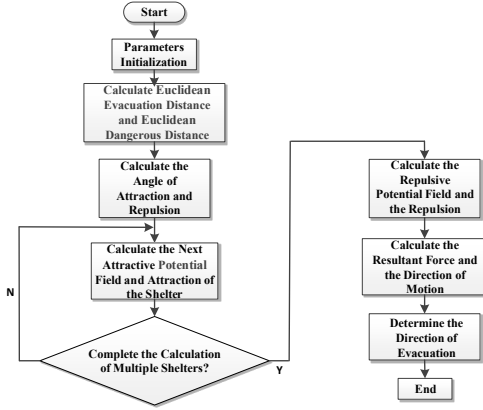 Start
Parameters
Initialization
Calculate Euclidean
Evacuation Distance
and Euclidean
Dangerous Distance
Calculate the
Angle of
Attraction and
Repulsion
Calculate the Next
Attractive Potential
Field and Attraction of
the Shelter
N
Complete the Calculation
of Multiple Shelters?
Y
Calculate the
Repulsive
Potential Field and
the Repulsion
Calculate the
Resultant Force and
the Direction of
Motion
Determine the
Direction of
Evacuation
End